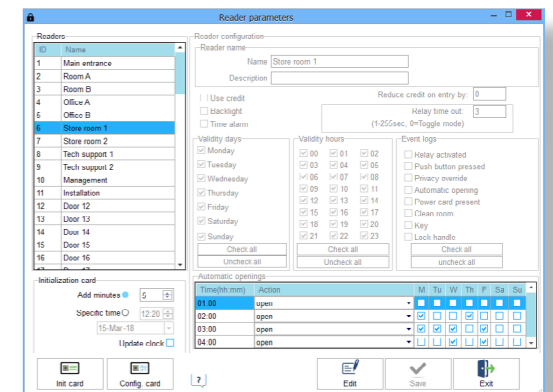 Reader parameters
Readers
ID Name
1 Main entrance
2 Room A
3 Room B
4 Office A
5 Office B
6 Store room 1
7 Store room 2
8 Tech support 1
9 Tech support 2
10 Management
11 Installation
12 Door 12
13 Door 13
14 Door 14
15 Door 15
16 Door 16
Initialization card
Add minutes 5
Specific time 12:20
15-Mar-18
Update clock
Init card
Config. card
Reader configuration
Reader name
Name Store room 1
Description
Use credit
Backlight
Time alarm
Reduce credit on entry by: 0
Relay time out: 3
(1-255sec, 0=Toggle mode)
Validity days
Monday
Tuesday
Wednesday
Thursday
Friday
Saturday
Sunday
Check all
Uncheck all
Validity hours
00 01 02
03 04 05
06 07 08
09 10 11
12 13 14
15 16 17
18 19 20
21 22 23
Check all
Uncheck all
Event logs
Relay activated
Push button pressed
Privacy override
Automatic opening
Power card present
Clean room
Key
Lock handle
Check all
uncheck all
Automatic openings
Time(hh:mm) Action M Tu W Th F Sa Su
01:00 open
02:00 open
03:00 open
04:00 open
?
Edit
Save
Exit